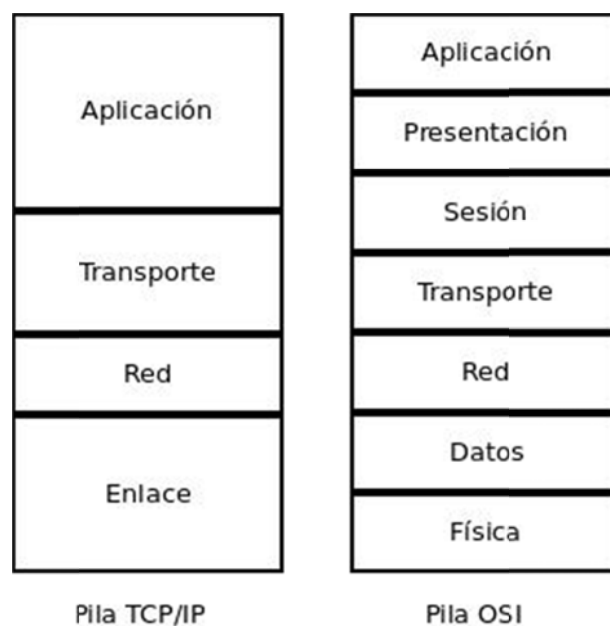 Aplicación
Transporte
Red
Enlace
Pila TCP/IP
Aplicación
Presentación
Sesión
Transporte
Red
Datos
Física
Pila OSI